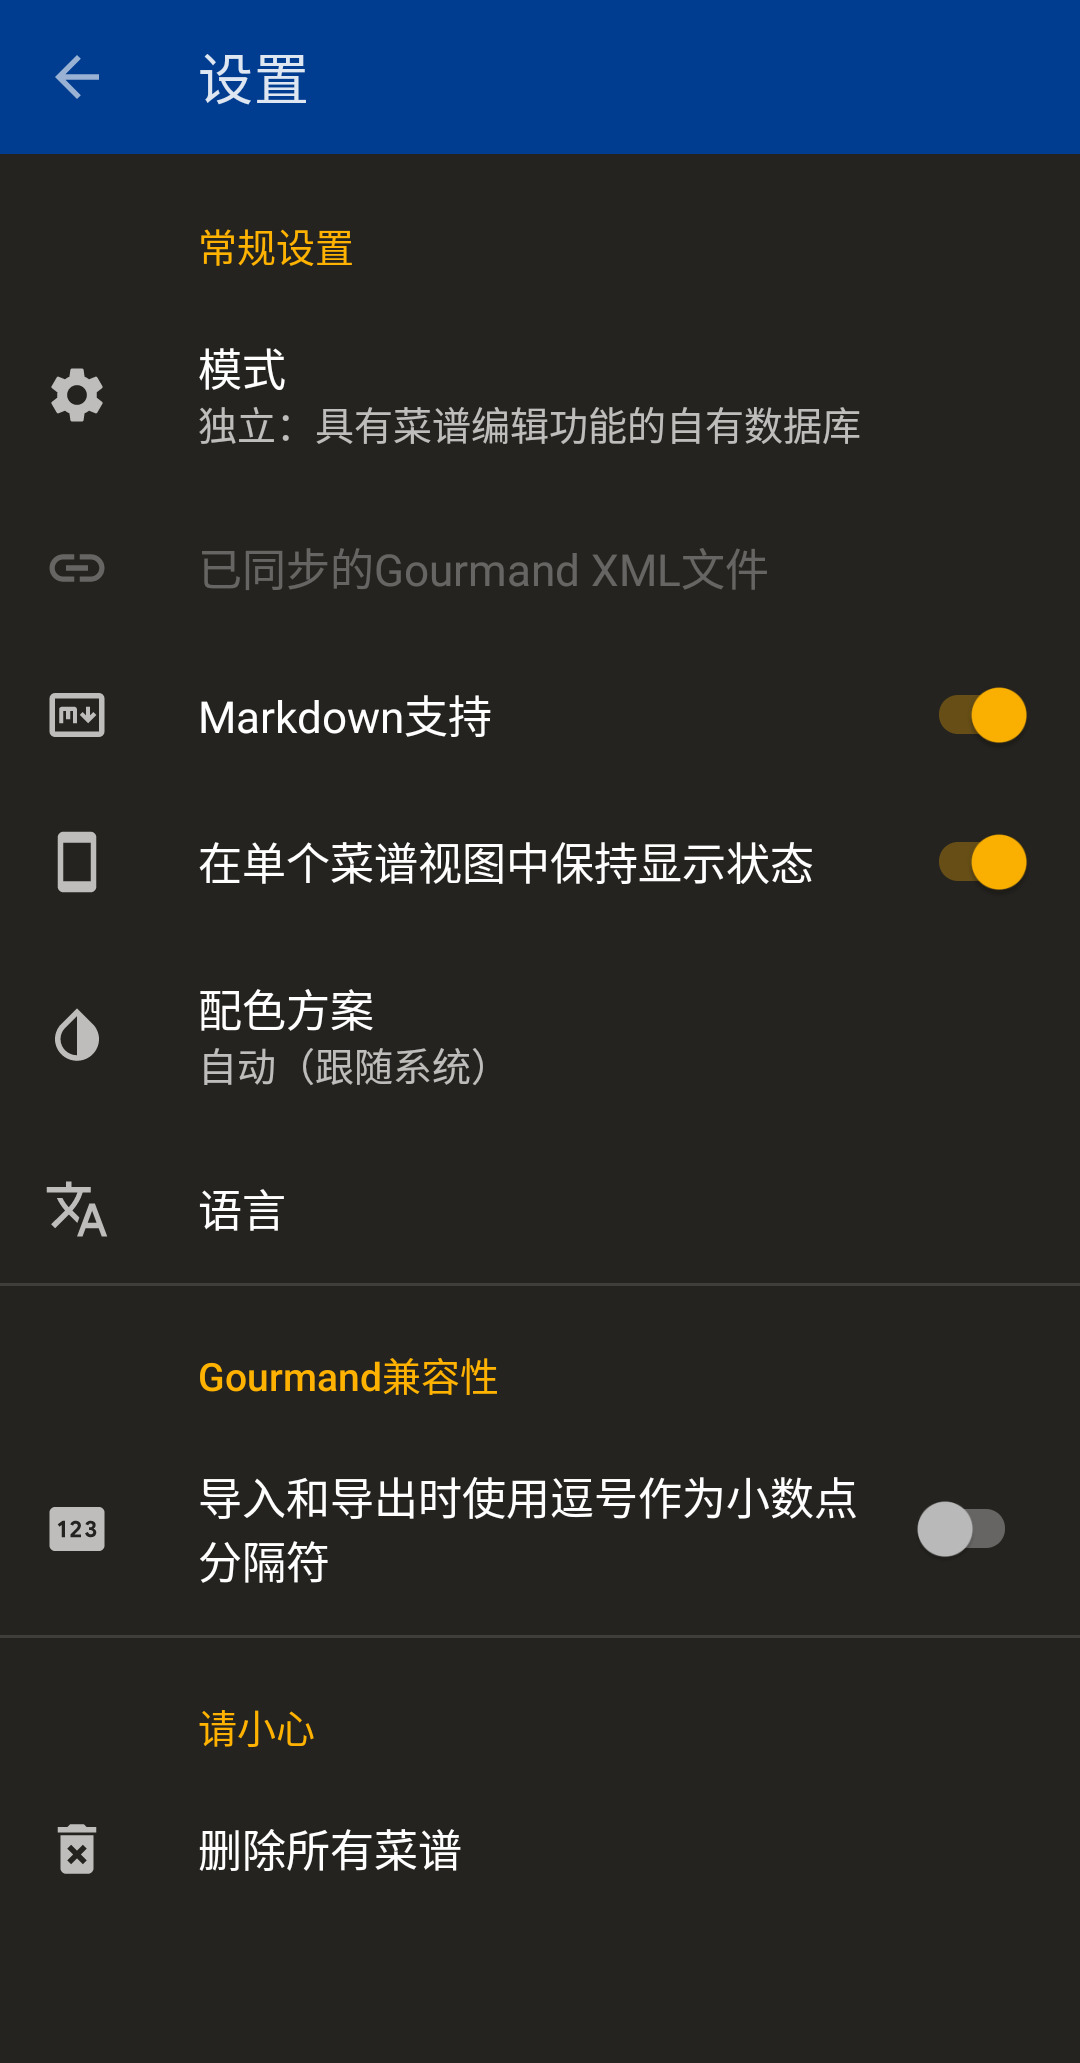 设置
常规设置
模式
独立：具有菜谱编辑功能的自有数据库
已同步的Gourmand XML文件
Markdown支持
在单个菜谱视图中保持显示状态
配色方案
自动（跟随系统）
语言
Gourmand兼容性
导入和导出时使用逗号作为小数点
分隔符
123
请小心
删除所有菜谱